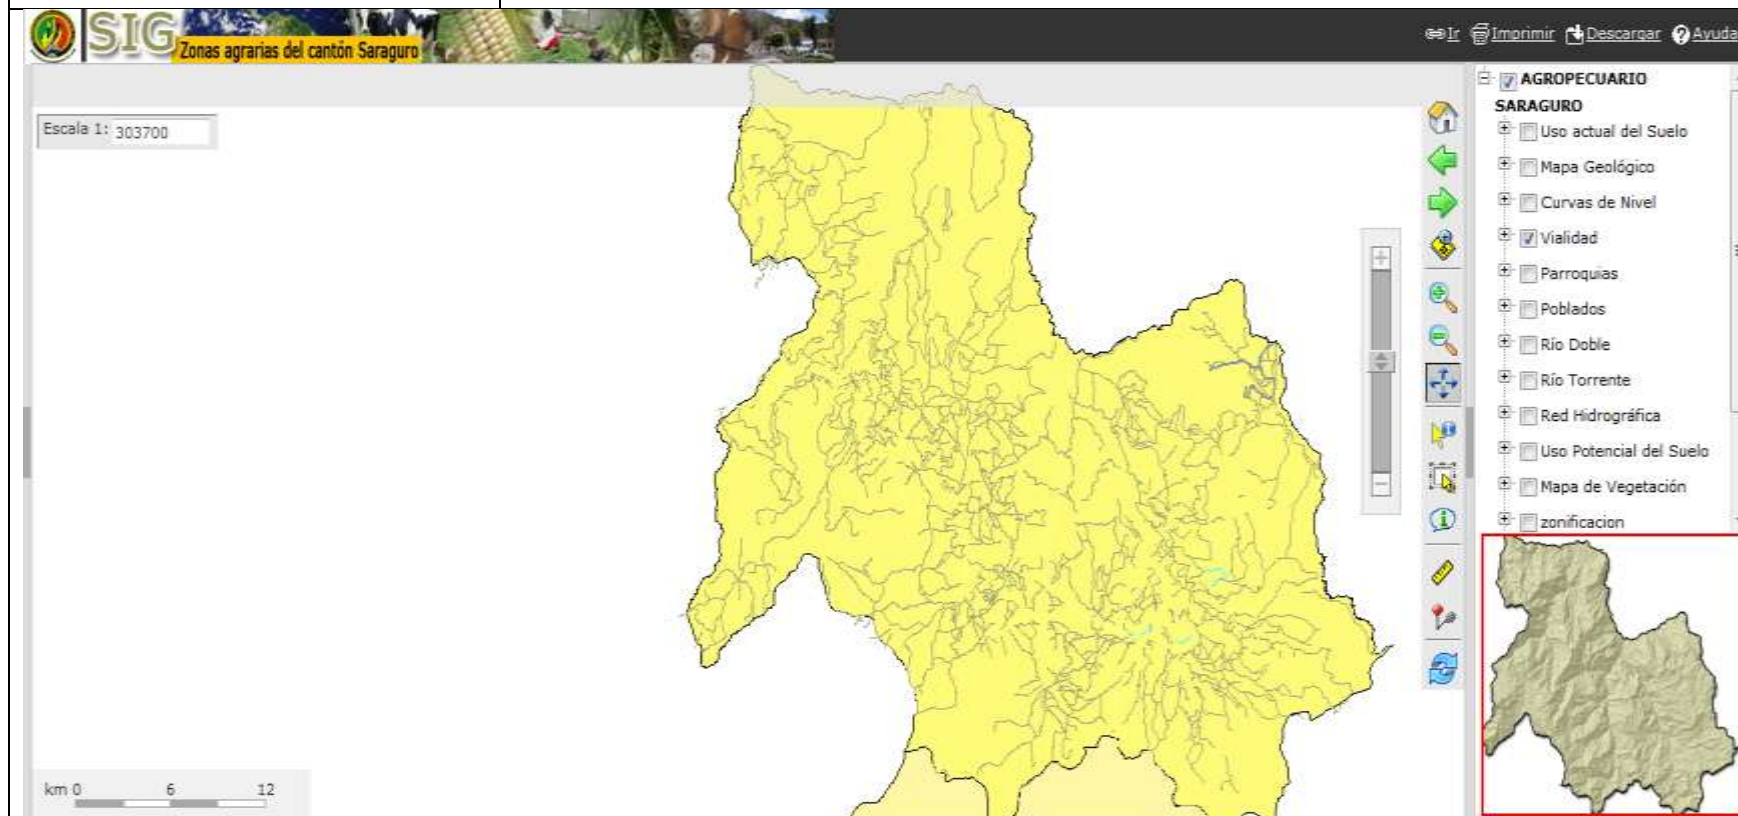 SIG
Zonas agrarias del cantón Saraguro
Ir Imprimir Descargar Ayuda
Escala 1: 303700
AGROPECUARIO
SARAGURO
Uso actual del Suelo
Mapa Geológico
Curvas de Nivel
Vialidad
Parroquias
Poblados
Río Doble
Río Torrente
Red Hidrográfica
Uso Potencial del Suelo
Mapa de Vegetación
zonificacion
km 0 6 12